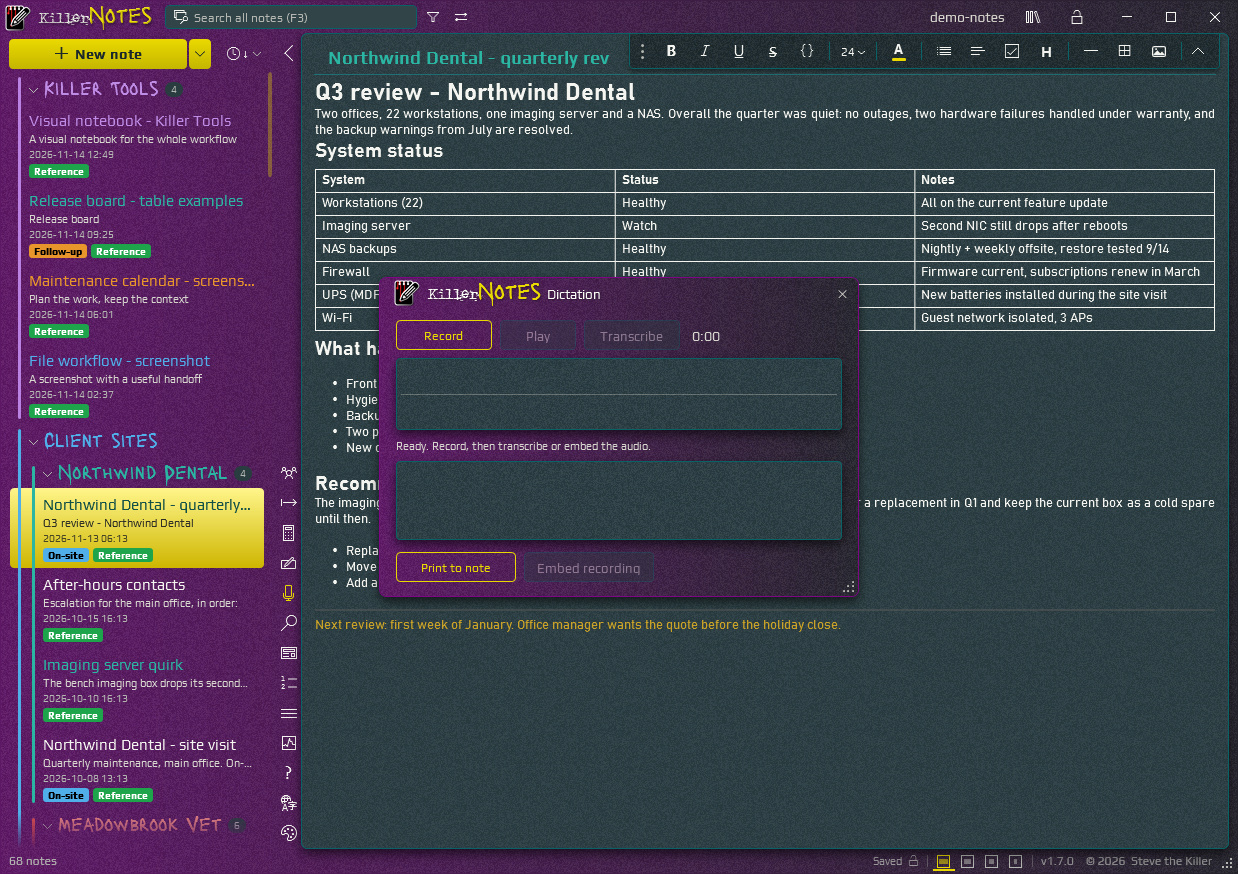 KillerNOTES
Search all notes (F3)
demo-notes
New note
KILLER TOOLS 4
Visual notebook - Killer Tools
A visual notebook for the whole workflow
2026-11-14 12:49
Reference
Release board - table examples
Release board
2026-11-14 09:25
Follow-up Reference
Maintenance calendar - screens...
Plan the work, keep the context
2026-11-14 06:01
Reference
File workflow - screenshot
A screenshot with a useful handoff
2026-11-14 02:37
Reference
CLIENT SITES
NORTHWIND DENTAL 4
Northwind Dental - quarterly...
Q3 review - Northwind Dental
2026-11-13 06:13
On-site Reference
After-hours contacts
Escalation for the main office, in order:
2026-10-15 16:13
Reference
Imaging server quirk
The bench imaging box drops its second...
2026-10-10 16:13
Reference
Northwind Dental - site visit
Quarterly maintenance, main office. On-...
2026-10-08 13:13
On-site Reference
MEADOWBROOK VET 6
68 notes
Northwind Dental - quarterly rev
B I U S {} 24 A H
Q3 review - Northwind Dental
Two offices, 22 workstations, one imaging server and a NAS. Overall the quarter was quiet: no outages, two hardware failures handled under warranty, and
the backup warnings from July are resolved.
System status
System Status Notes
Workstations (22) Healthy All on the current feature update
Imaging server Watch Second NIC still drops after reboots
NAS backups Healthy Nightly + weekly offsite, restore tested 9/14
Firewall Healthy Firmware current, subscriptions renew in March
UPS (MDF New batteries installed during the site visit
Wi-Fi Guest network isolated, 3 APs
What
Front
Hygie
Backu
Two p
New
Recom
The imaging a replacement in Q1 and keep the current box as a cold spare
until then.
Repla
Move
Add a
Next review: first week of January. Office manager wants the quote before the holiday close.
KillerNOTES Dictation
Record Play Transcribe 0:00
Ready. Record, then transcribe or embed the audio.
Print to note Embed recording
Saved v1.7.0 © 2026 Steve the Killer